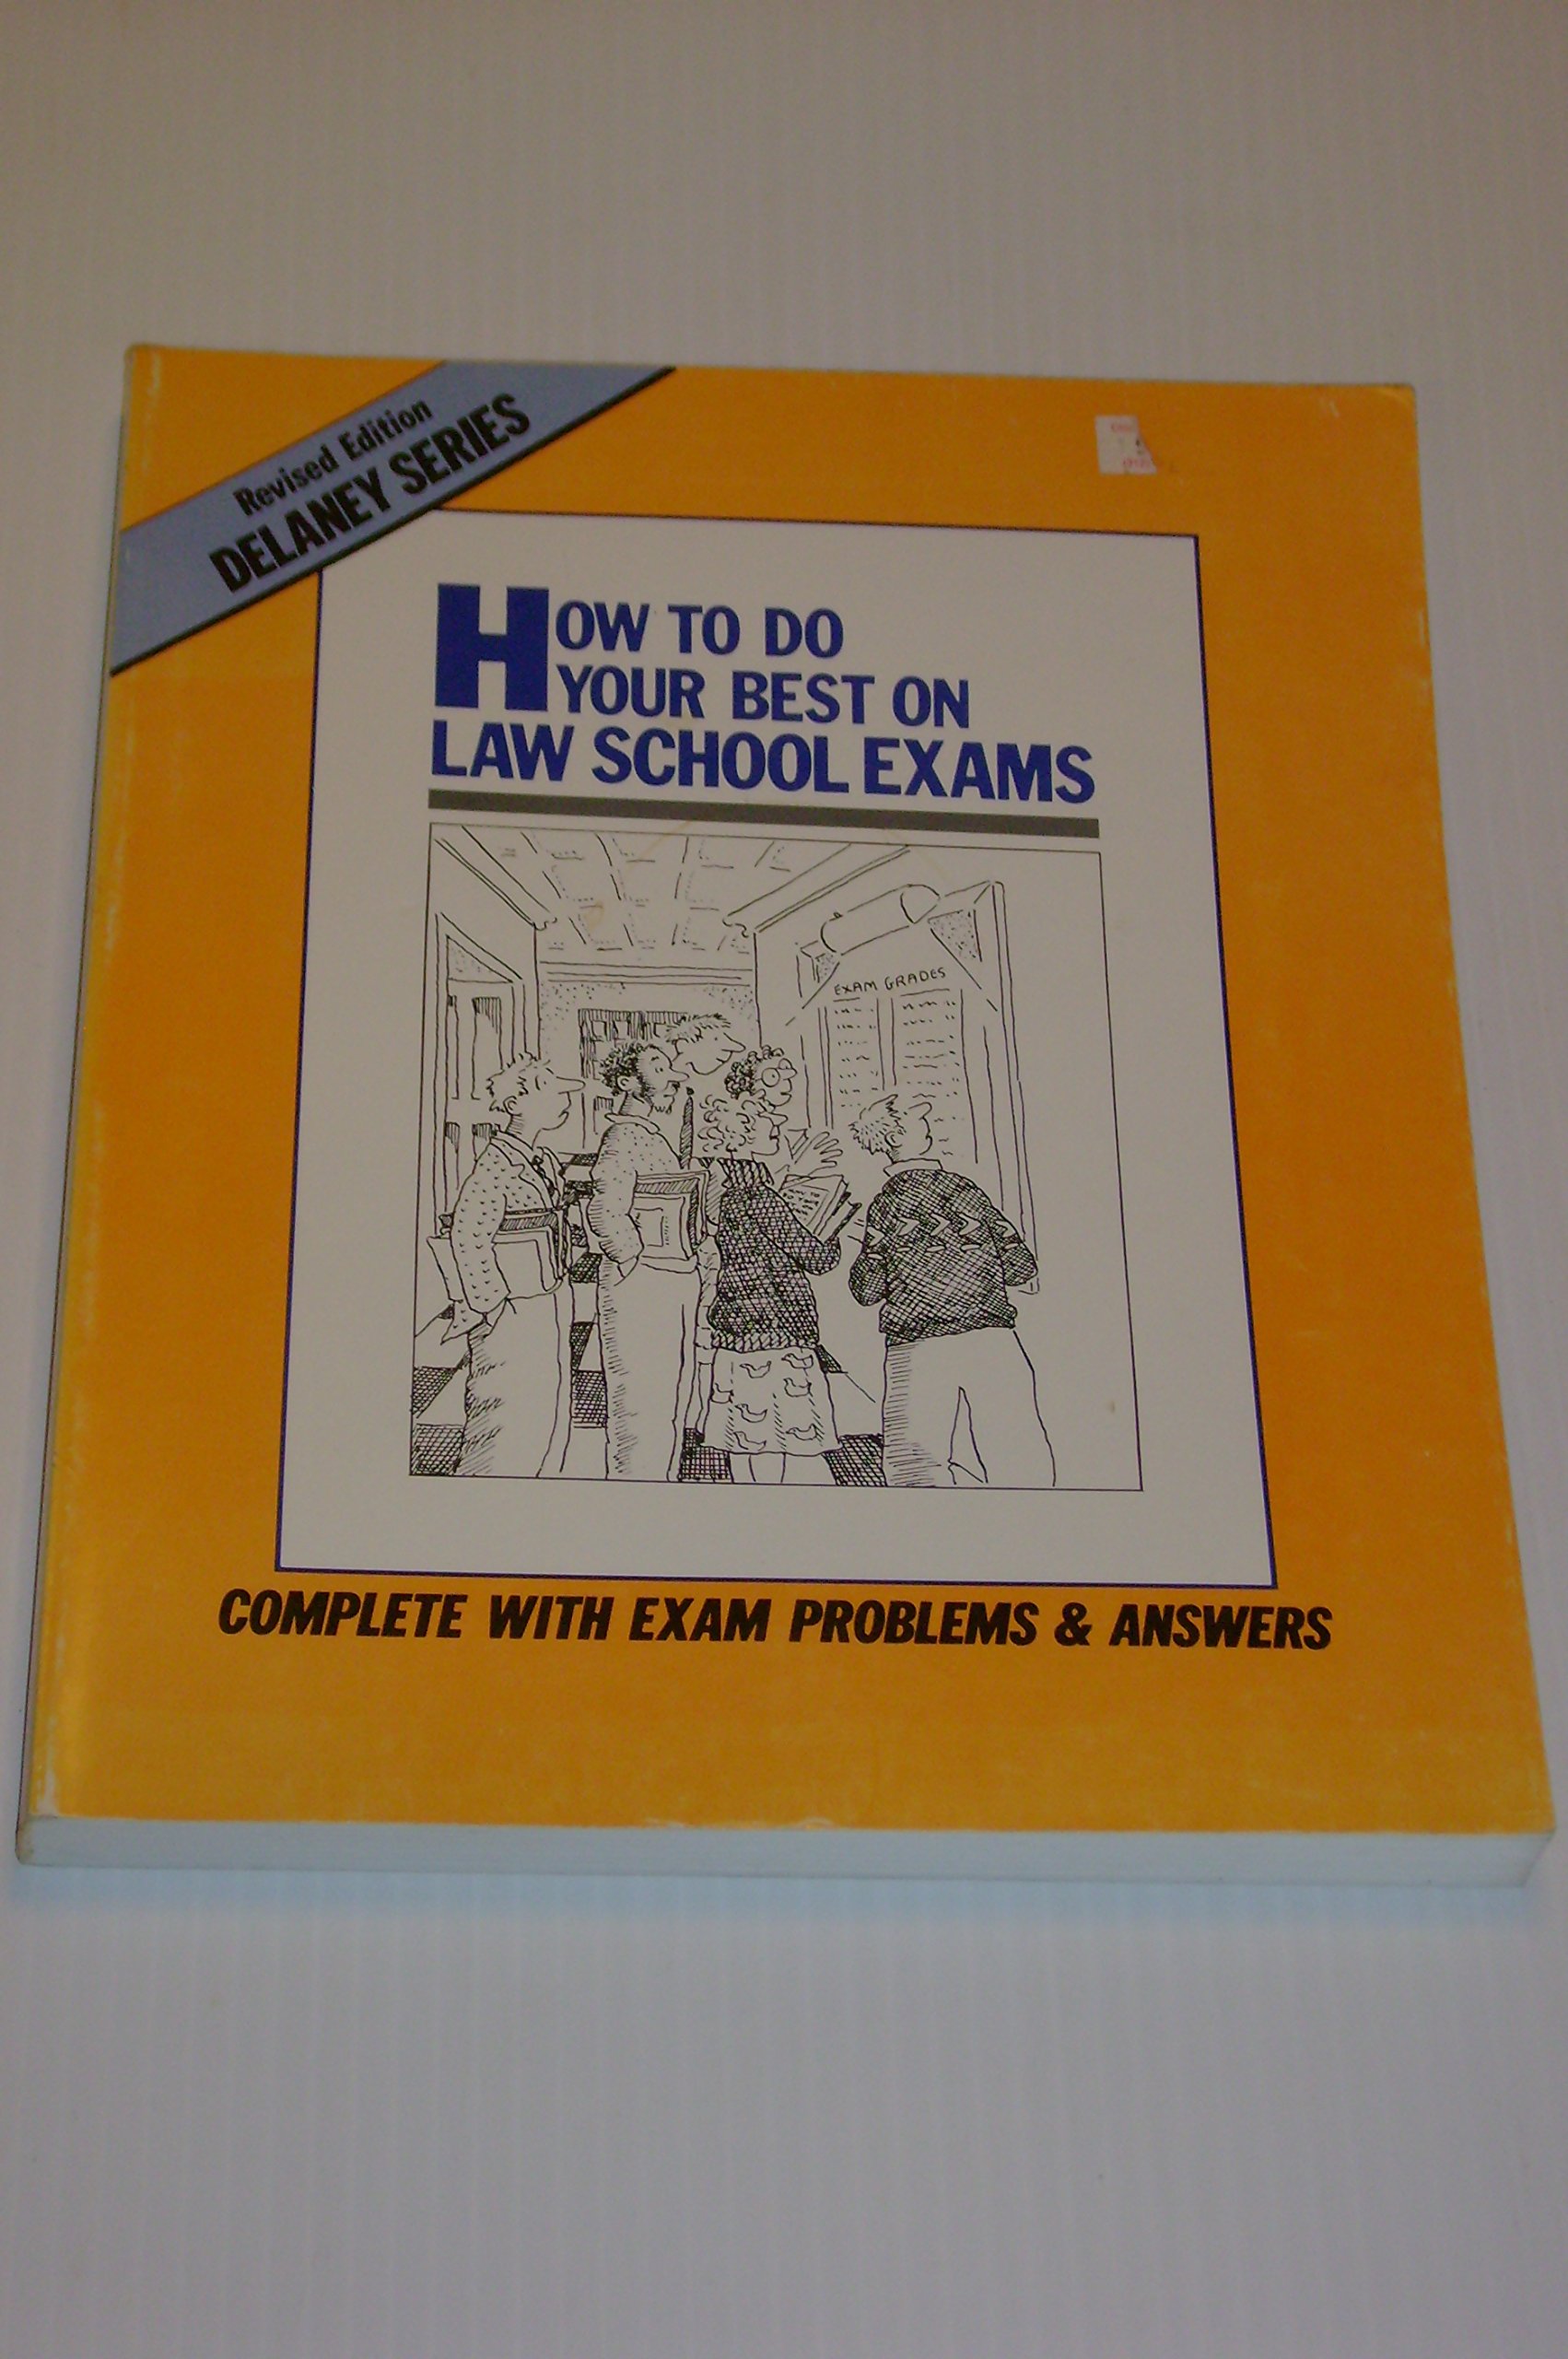 Revised Edition
DELANEY SERIES
HOW TO DO
YOUR BEST ON
LAW SCHOOL EXAMS
EXAM GRADES
COMPLETE WITH EXAM PROBLEMS & ANSWERS